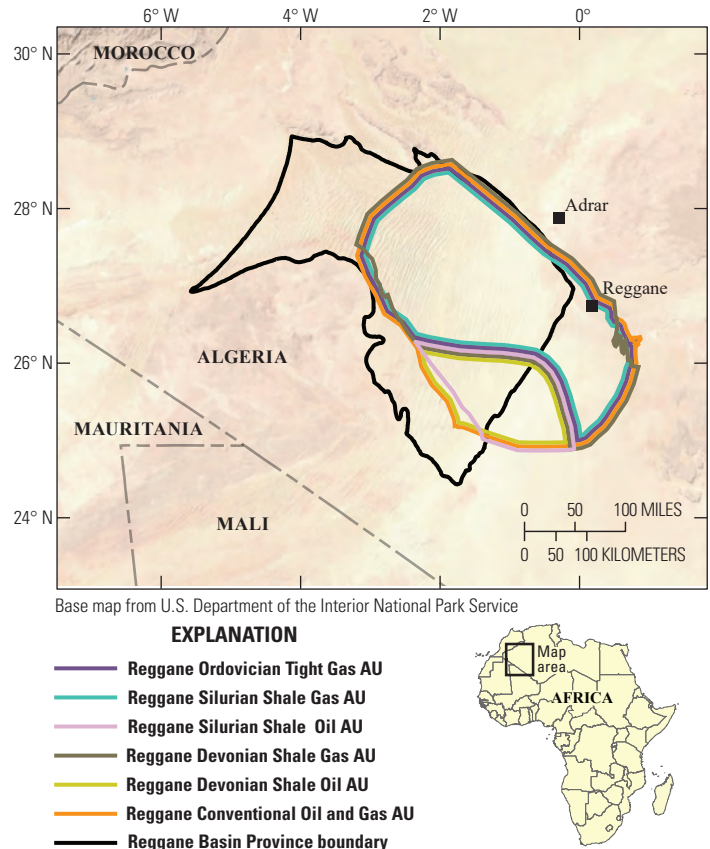 6° W 4° W 2° W 0°
30° N
MOROCCO
28° N
Adrar
Reggane
26° N
ALGERIA
MAURITANIA
24° N
MALI
0 50 100 MILES
0 50 100 KILOMETERS
Base map from U.S. Department of the Interior National Park Service
EXPLANATION
Reggane Ordovician Tight Gas AU
Reggane Silurian Shale Gas AU
Reggane Silurian Shale Oil AU
Reggane Devonian Shale Gas AU
Reggane Devonian Shale Oil AU
Reggane Conventional Oil and Gas AU
Reggane Basin Province boundary
Map
area
AFRICA